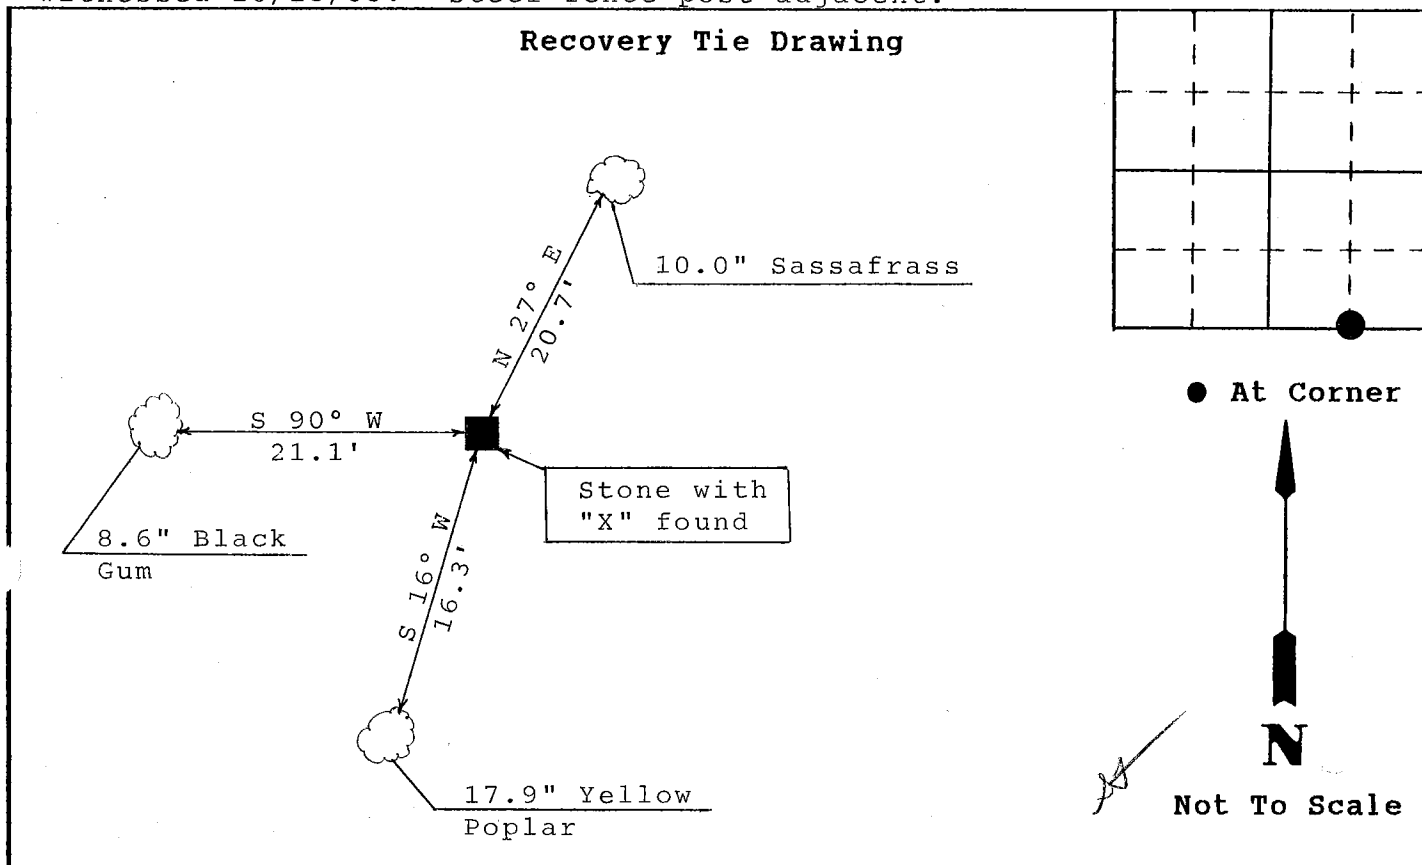 Recovery Tie Drawing
10.0" Sassafrass
N 27° E
20.7'
● At Corner
S 90° W
21.1'
Stone with
"X" found
8.6" Black
Gum
S 16° W
16.3'
N
17.9" Yellow
Poplar
Not To Scale